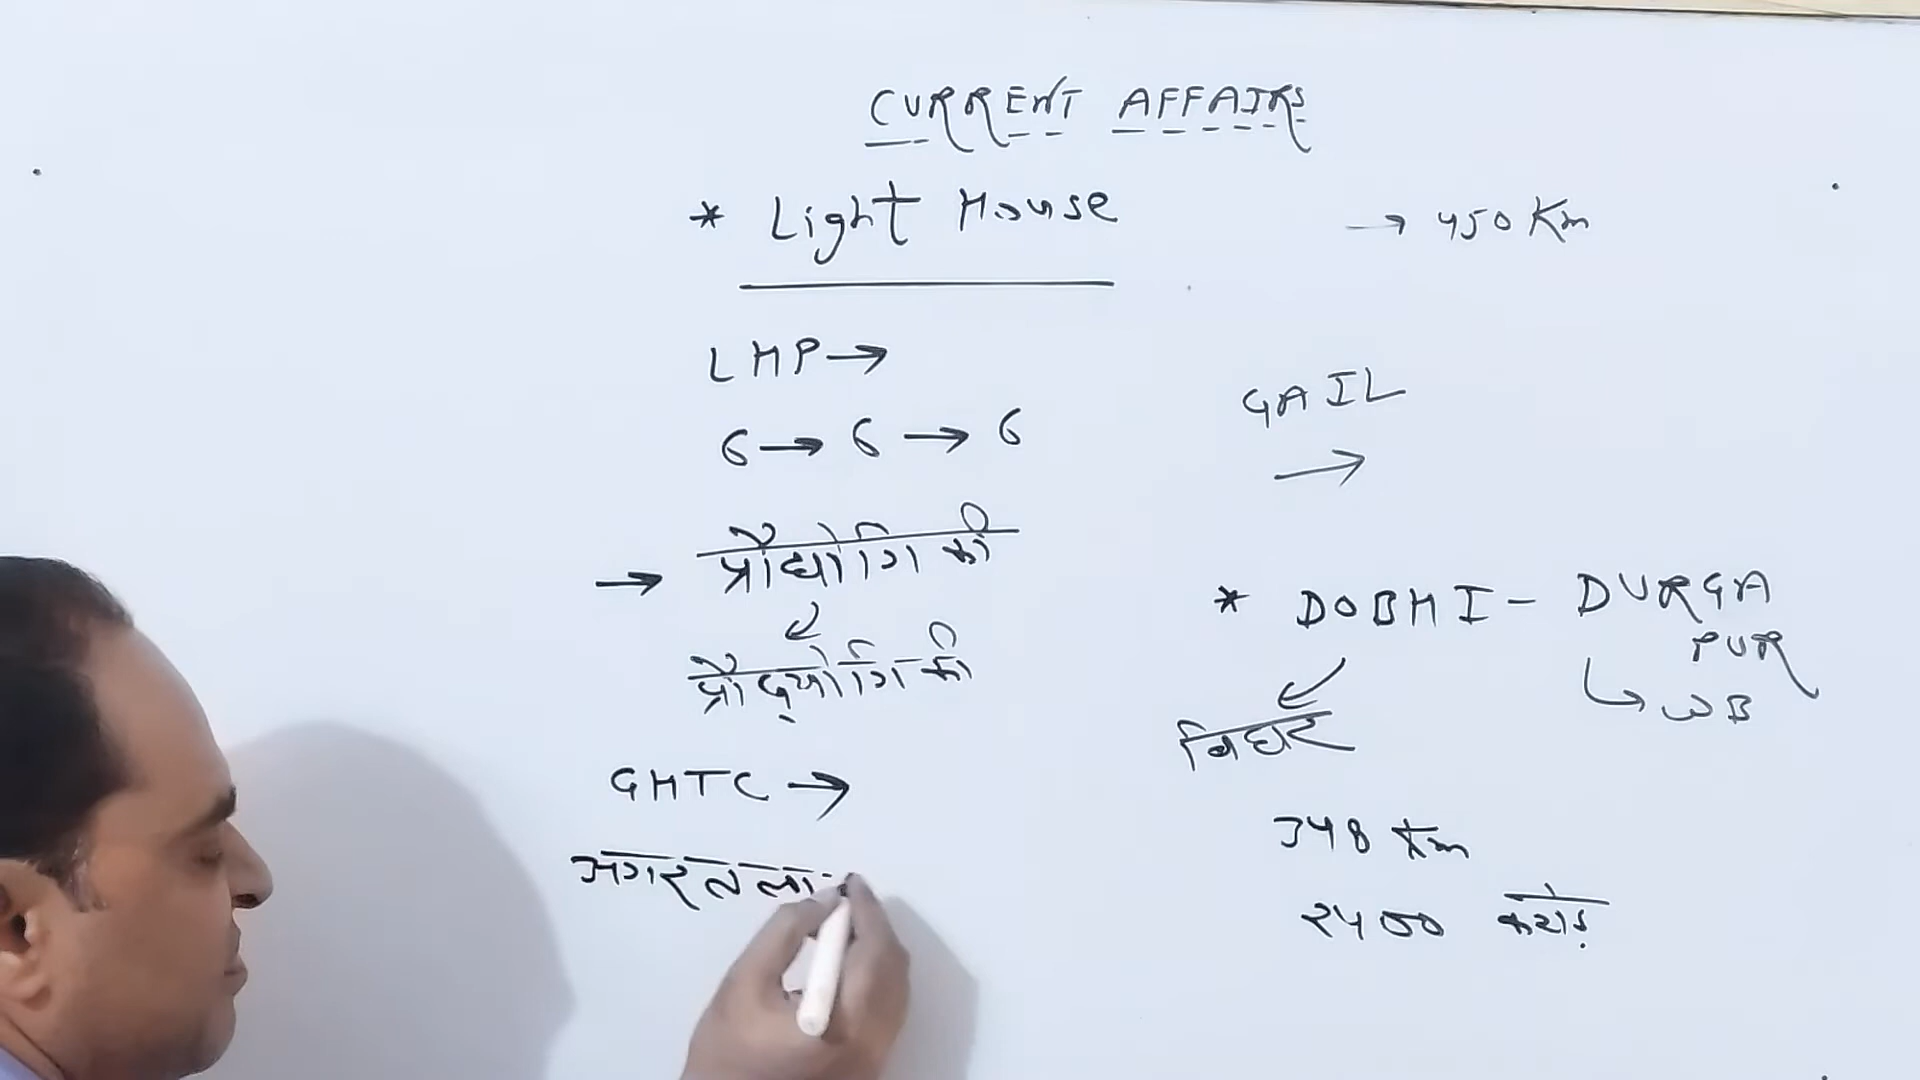 CURRENT AFFAIRS
* Light House
LHP →
6 → 6 → 6
→ प्रौद्योगिकी
प्रौद्‌योगिकी
GHTC →
अगरतला
→ 450 Km
GAIL
→
* DOBHI - DURGA
PUR
↳ WB
बिहार
348 Km
2400 करोड़